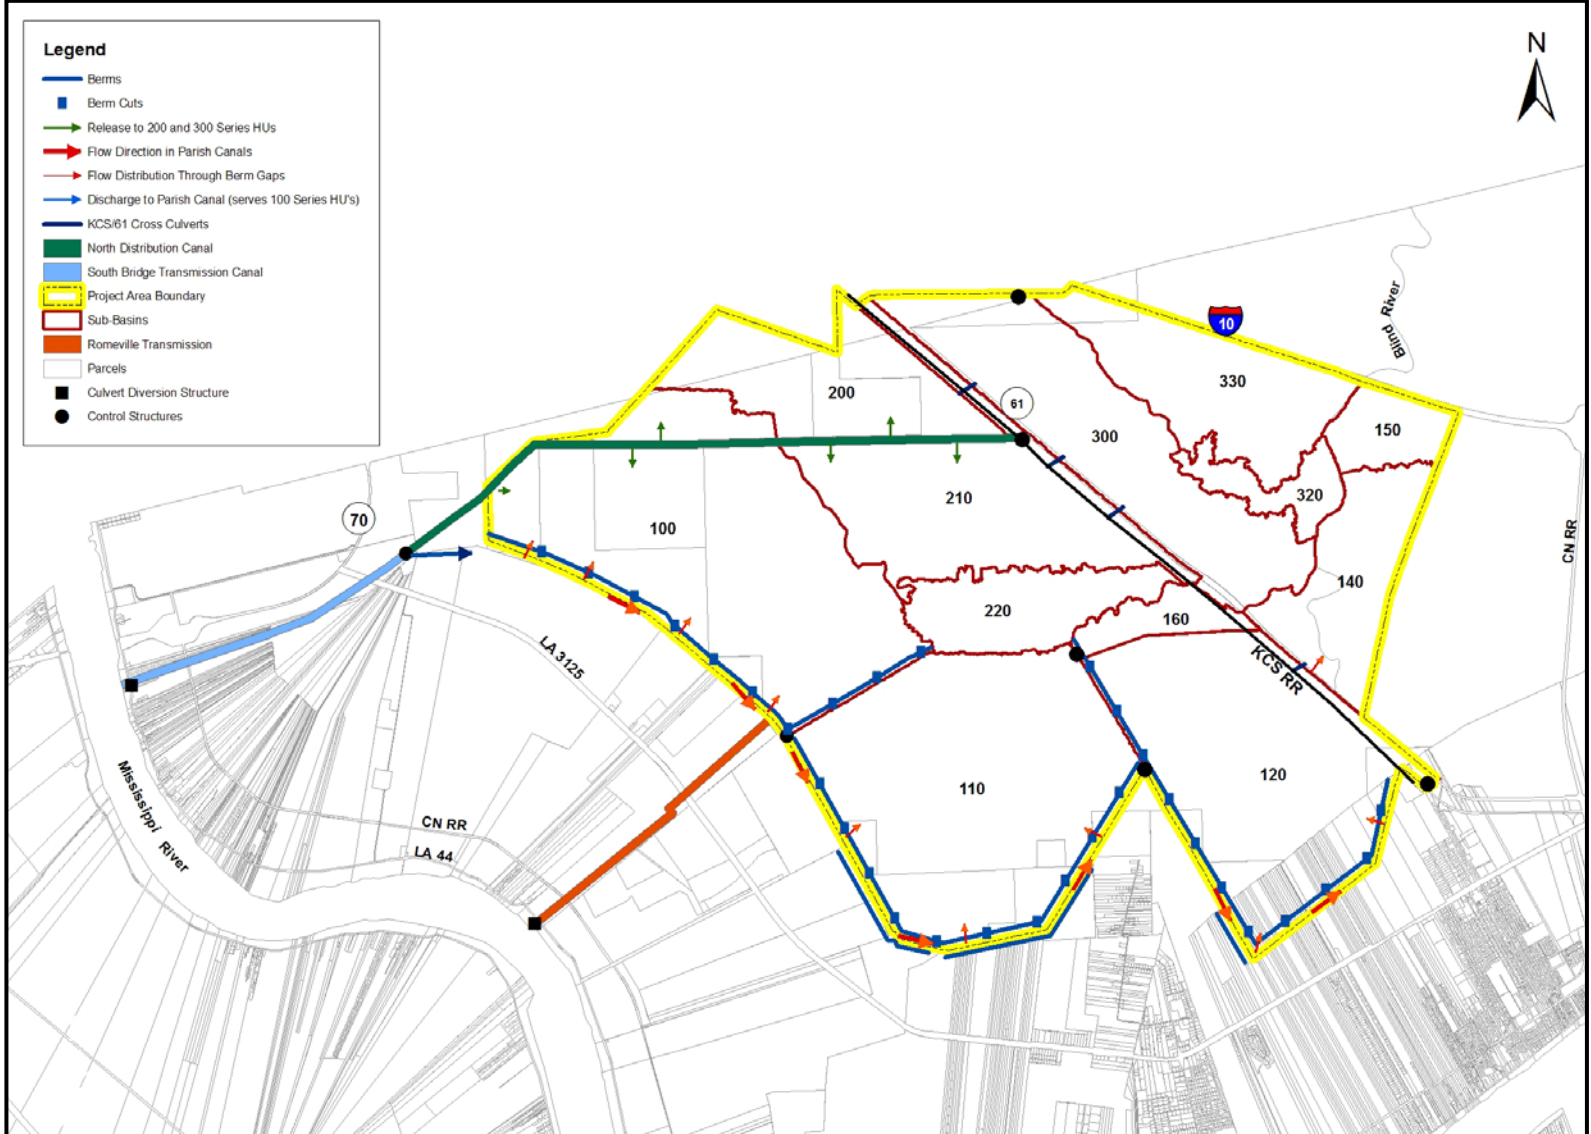 Legend
Berms
Berm Cuts
Release to 200 and 300 Series HUs
Flow Direction in Parish Canals
Flow Distribution Through Berm Gaps
Discharge to Parish Canal (serves 100 Series HU's)
KCS/61 Cross Culverts
North Distribution Canal
South Bridge Transmission Canal
Project Area Boundary
Sub-Basins
Romeville Transmission
Parcels
Culvert Diversion Structure
Control Structures
N
Blind River
10
330
200
61
300
150
320
210
70
100
CN RR
140
220
160
LA 3125
KCS RR
120
110
Mississippi River
CN RR
LA 44